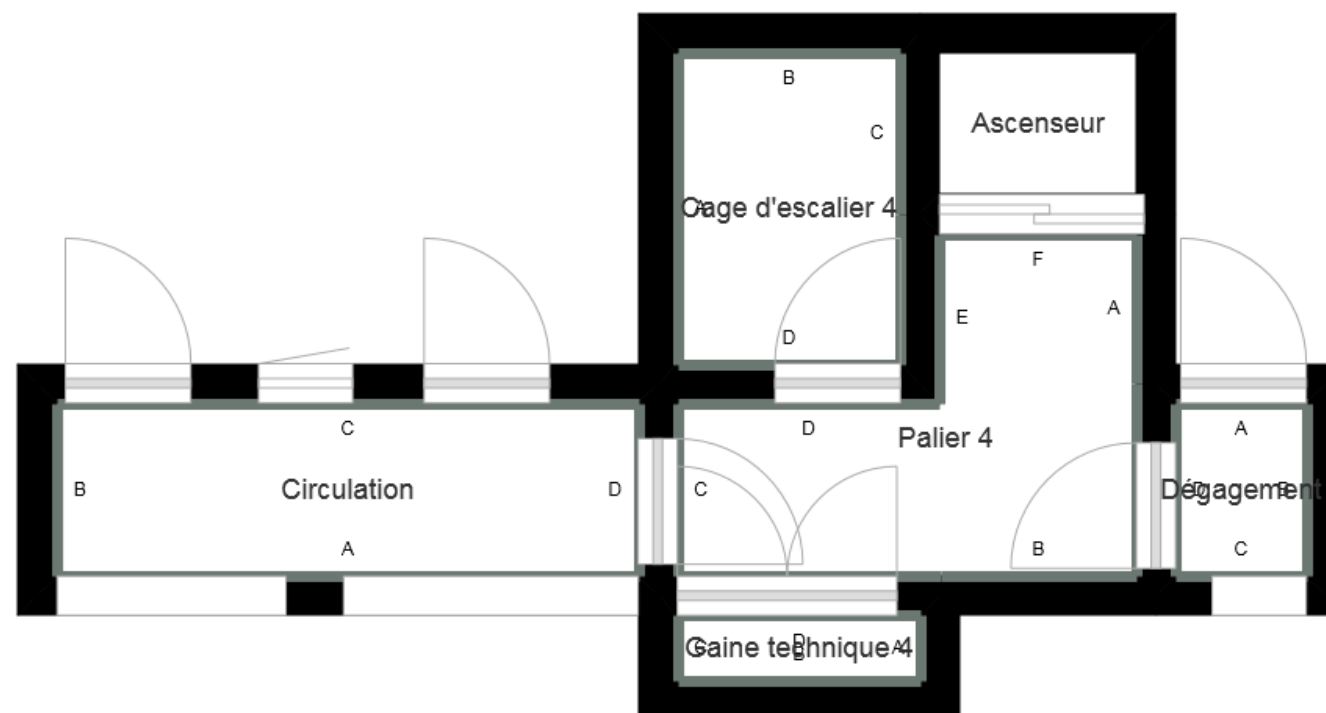 B
Ascenseur
C
A
Cage d'escalier 4
F
A
E
D
C
D
Palier 4
A
B
Circulation
D
C
Dégagement
D
B
A
B
C
D
B
C
Gaine technique 4
A